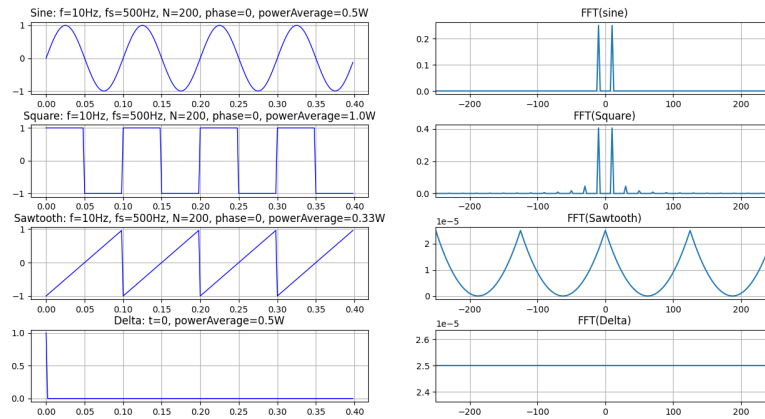 Sine: f=10Hz, fs=500Hz, N=200, phase=0, powerAverage=0.5W
1
0
−1
0.00 0.05 0.10 0.15 0.20 0.25 0.30 0.35 0.40
FFT(sine)
0.2
0.1
0.0
−200 −100 0 100 200
Square: f=10Hz, fs=500Hz, N=200, phase=0, powerAverage=1.0W
1
0
−1
0.00 0.05 0.10 0.15 0.20 0.25 0.30 0.35 0.40
FFT(Square)
0.4
0.2
0.0
−200 −100 0 100 200
Sawtooth: f=10Hz, fs=500Hz, N=200, phase=0, powerAverage=0.33W
1
0
−1
0.00 0.05 0.10 0.15 0.20 0.25 0.30 0.35 0.40
1e−5
FFT(Sawtooth)
2
1
0
−200 −100 0 100 200
Delta: t=0, powerAverage=0.5W
1.0
0.5
0.0
0.00 0.05 0.10 0.15 0.20 0.25 0.30 0.35 0.40
1e−5
FFT(Delta)
2.6
2.5
2.4
−200 −100 0 100 200